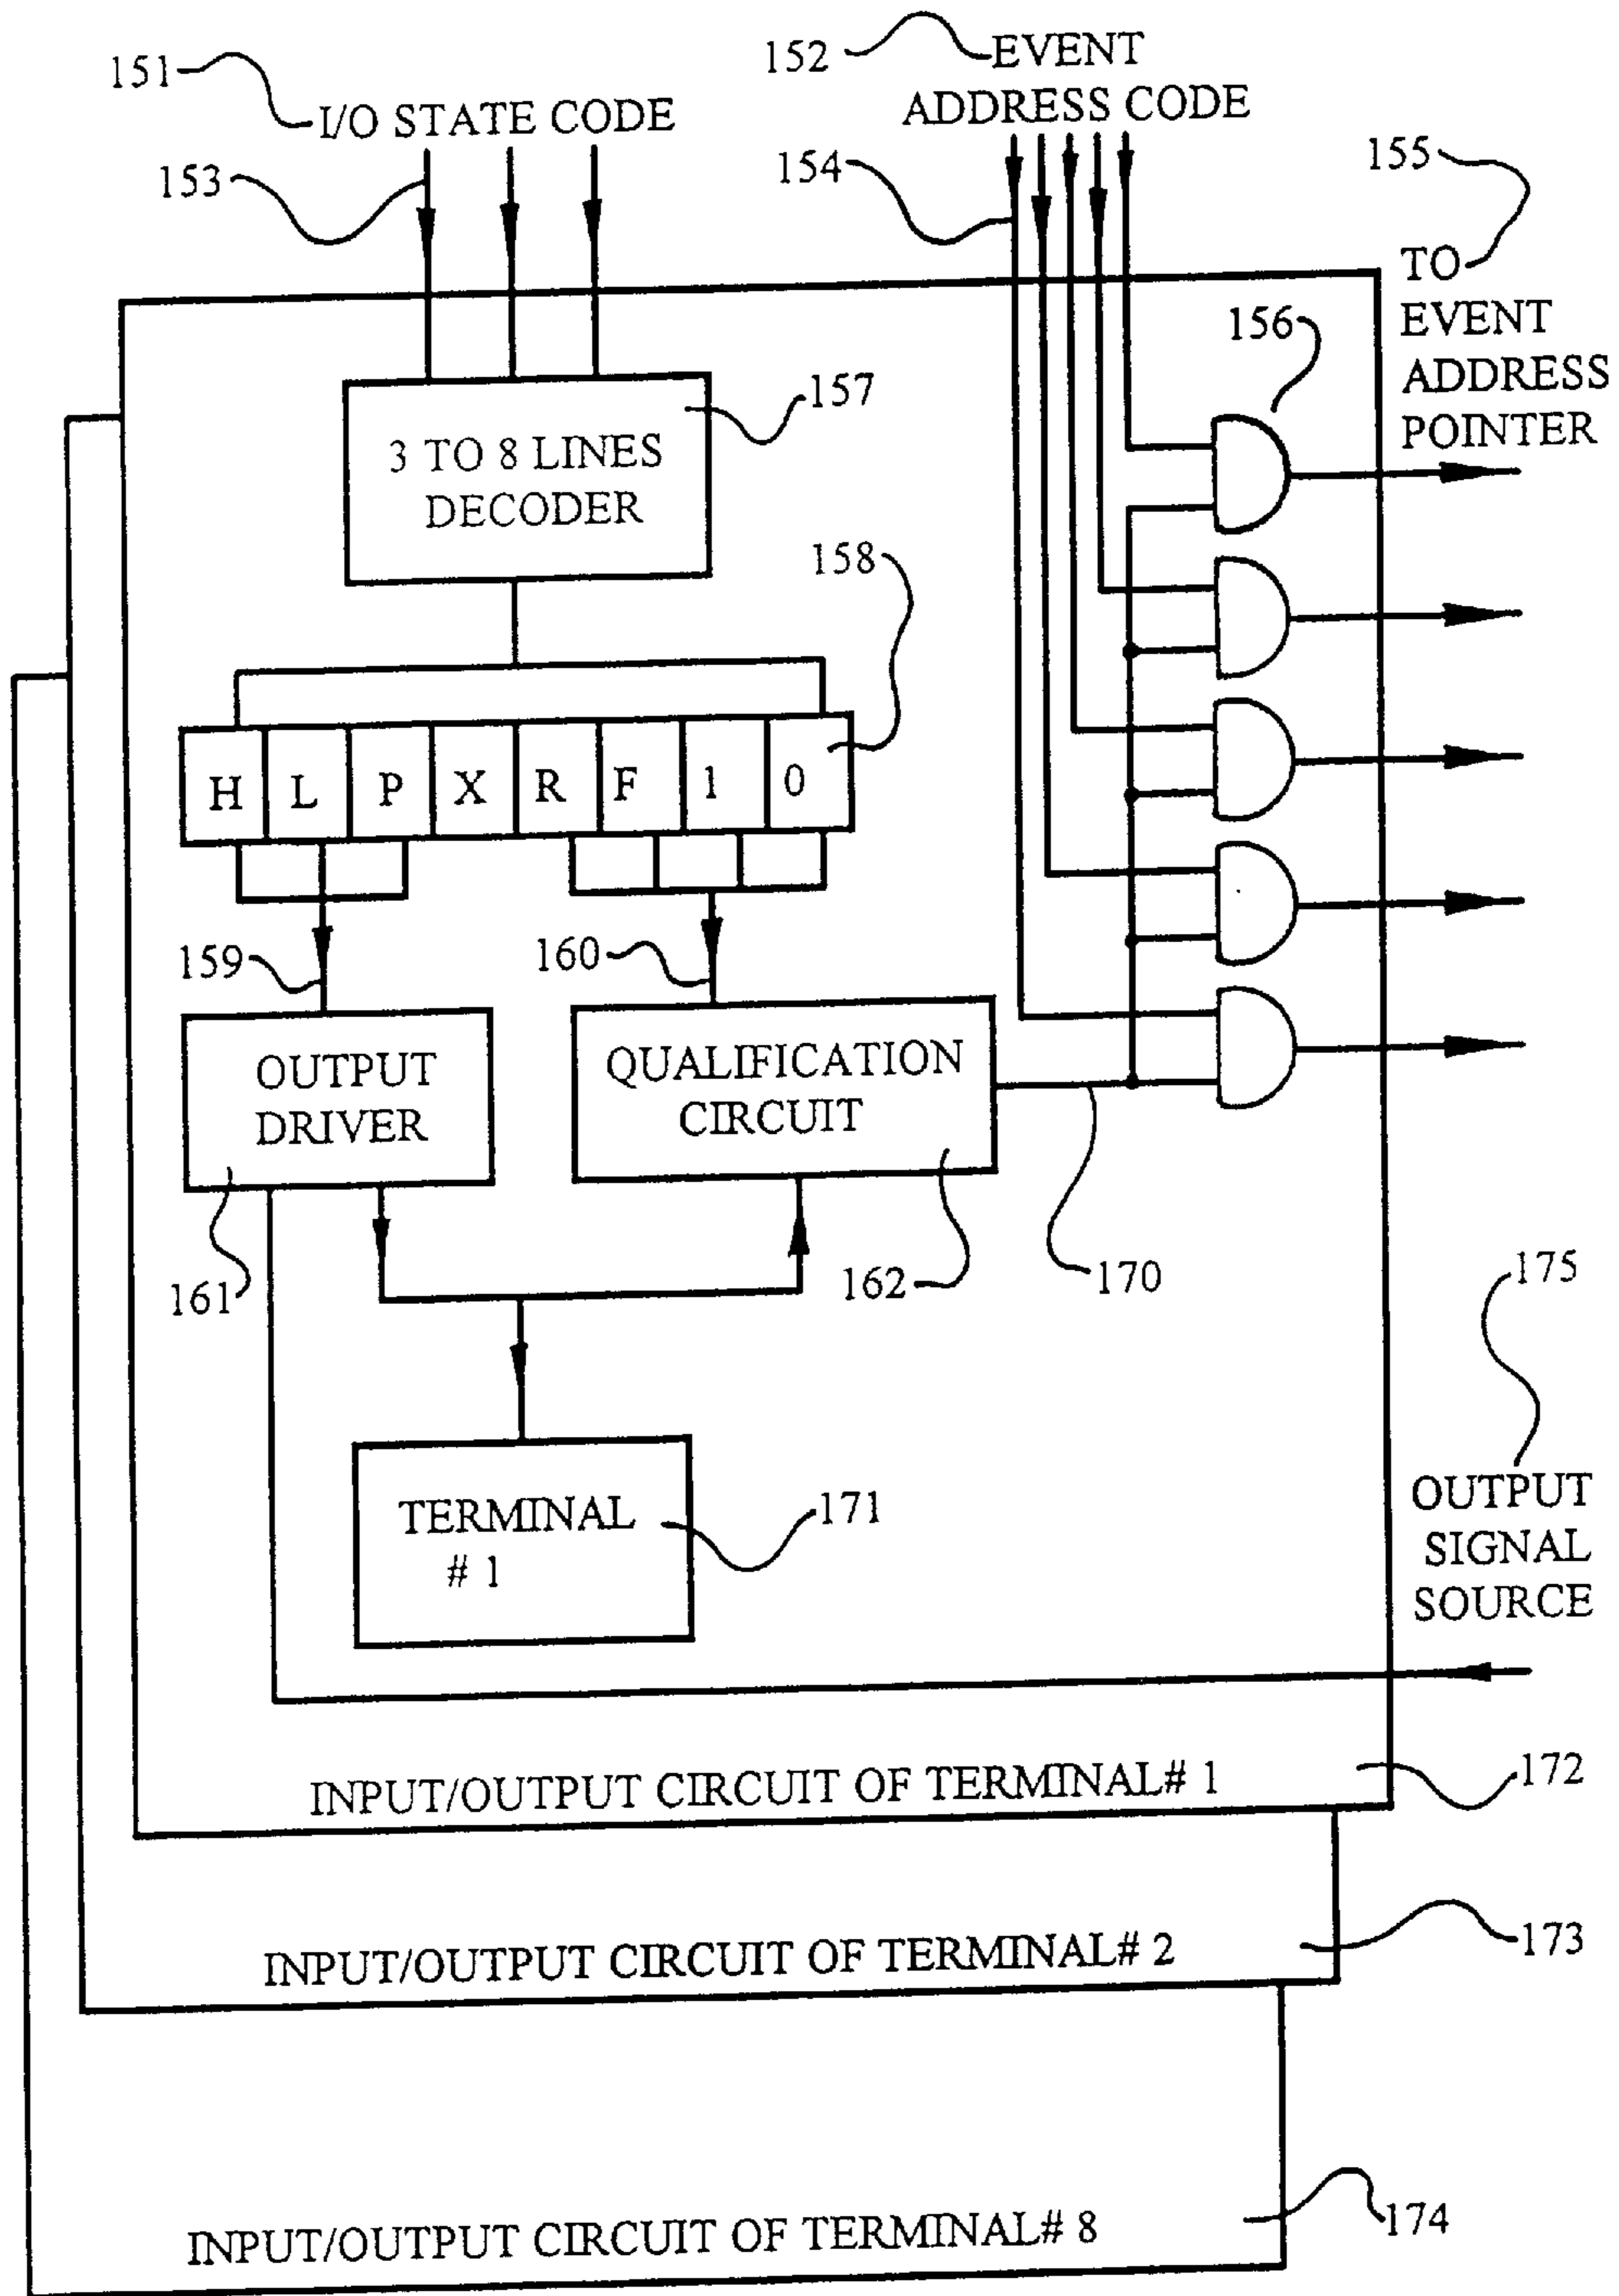 151
I/O STATE CODE
152
EVENT
ADDRESS CODE
153
154
155
TO
EVENT
ADDRESS
POINTER
156
3 TO 8 LINES
DECODER
157
158
H L P X R F 1 0
159
160
OUTPUT
DRIVER
QUALIFICATION
CIRCUIT
161
162
170
175
TERMINAL
# 1
171
OUTPUT
SIGNAL
SOURCE
INPUT/OUTPUT CIRCUIT OF TERMINAL# 1
172
INPUT/OUTPUT CIRCUIT OF TERMINAL# 2
173
INPUT/OUTPUT CIRCUIT OF TERMINAL# 8
174